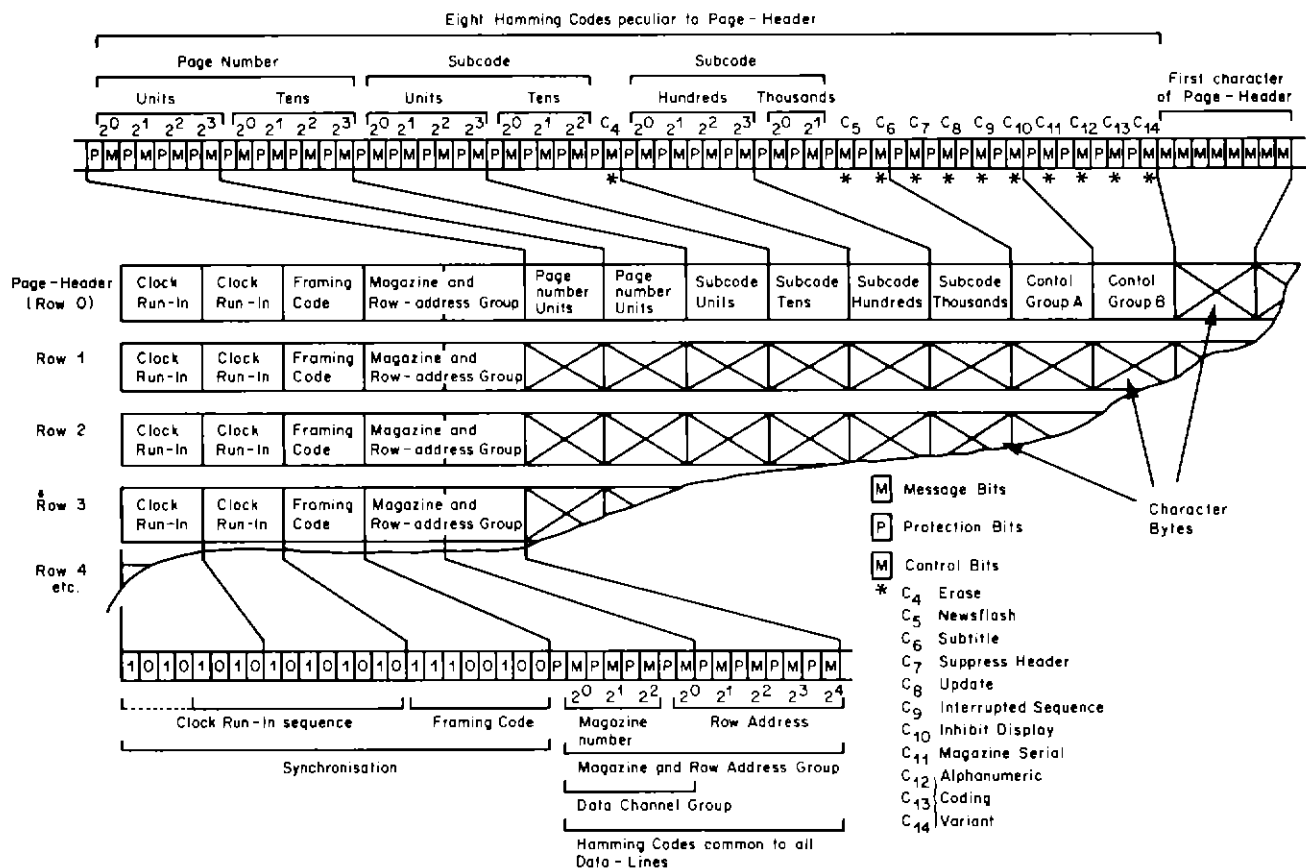 Eight Hamming Codes peculiar to Page-Header
Page Number Subcode Subcode First character
of Page-Header
Units Tens Units Tens Hundreds Thousands
2⁰ 2¹ 2² 2³ 2⁰ 2¹ 2² 2³ 2⁰ 2¹ 2² 2³ 2⁰ 2¹ 2² C₄ 2⁰ 2¹ 2² 2³ 2⁰ 2¹ C₅ C₆ C₇ C₈ C₉ C₁₀ C₁₁ C₁₂ C₁₃ C₁₄
P M P M P M P M P M P M P M P M P M P M P M P M P M P M P M P M P M P M P M P M P M P M P M P M P M P M P M P M P M P M P M P M M M M M M M M M
* * * * * * * * * * *
Page-Header
(Row 0)
Clock
Run-In
Clock
Run-In
Framing
Code
Magazine and
Row-address Group
Page
number
Units
Page
number
Units
Subcode
Units
Subcode
Tens
Subcode
Hundreds
Subcode
Thousands
Contol
Group A
Contol
Group B
Row 1
Clock
Run-In
Clock
Run-In
Framing
Code
Magazine and
Row-address Group
Row 2
Clock
Run-In
Clock
Run-In
Framing
Code
Magazine and
Row-address Group
Row 3
Clock
Run-In
Clock
Run-In
Framing
Code
Magazine and
Row-address Group
Row 4
etc.
M Message Bits
P Protection Bits
M Control Bits
*
C₄ Erase
C₅ Newsflash
C₆ Subtitle
C₇ Suppress Header
C₈ Update
C₉ Interrupted Sequence
C₁₀ Inhibit Display
C₁₁ Magazine Serial
C₁₂ Alphanumeric
C₁₃ Coding
C₁₄ Variant
Character
Bytes
1 0 1 0 1 0 1 0 1 0 1 0 1 0 1 0 1 1 1 0 0 1 0 0 P M P M P M P M P M P M P M P M
2⁰ 2¹ 2² 2⁰ 2¹ 2² 2³ 2⁴
Clock Run-In sequence
Framing Code
Magazine
number
Row Address
Synchronisation
Magazine and Row Address Group
Data Channel Group
Hamming Codes common to all
Data-Lines